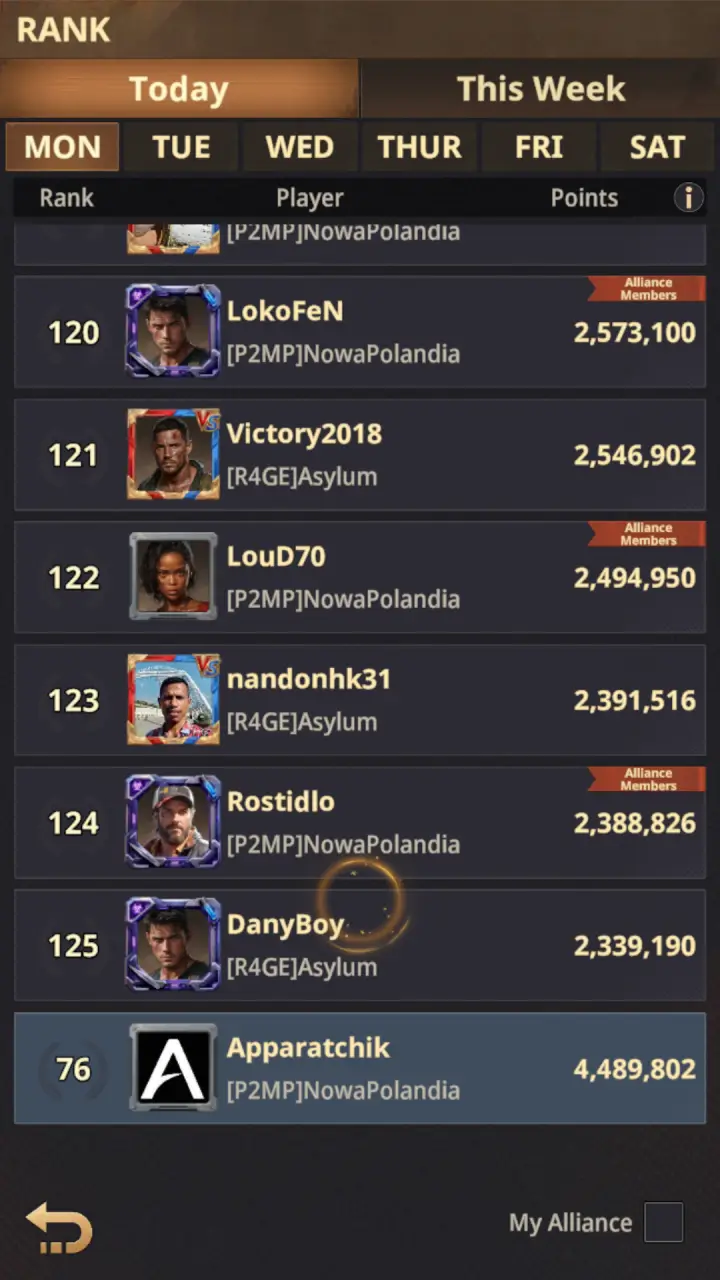 RANK
Today
This Week
MON
TUE
WED
THUR
FRI
SAT
Rank
Player
Points
i
[P2MP]NowaPolandia
Alliance
Members
120
LokoFeN
[P2MP]NowaPolandia
2,573,100
VS
121
Victory2018
[R4GE]Asylum
2,546,902
Alliance
Members
122
LouD70
[P2MP]NowaPolandia
2,494,950
VS
123
nandonhk31
[R4GE]Asylum
2,391,516
Alliance
Members
124
Rostidlo
[P2MP]NowaPolandia
2,388,826
125
DanyBoy
[R4GE]Asylum
2,339,190
76
A
Apparatchik
[P2MP]NowaPolandia
4,489,802
My Alliance